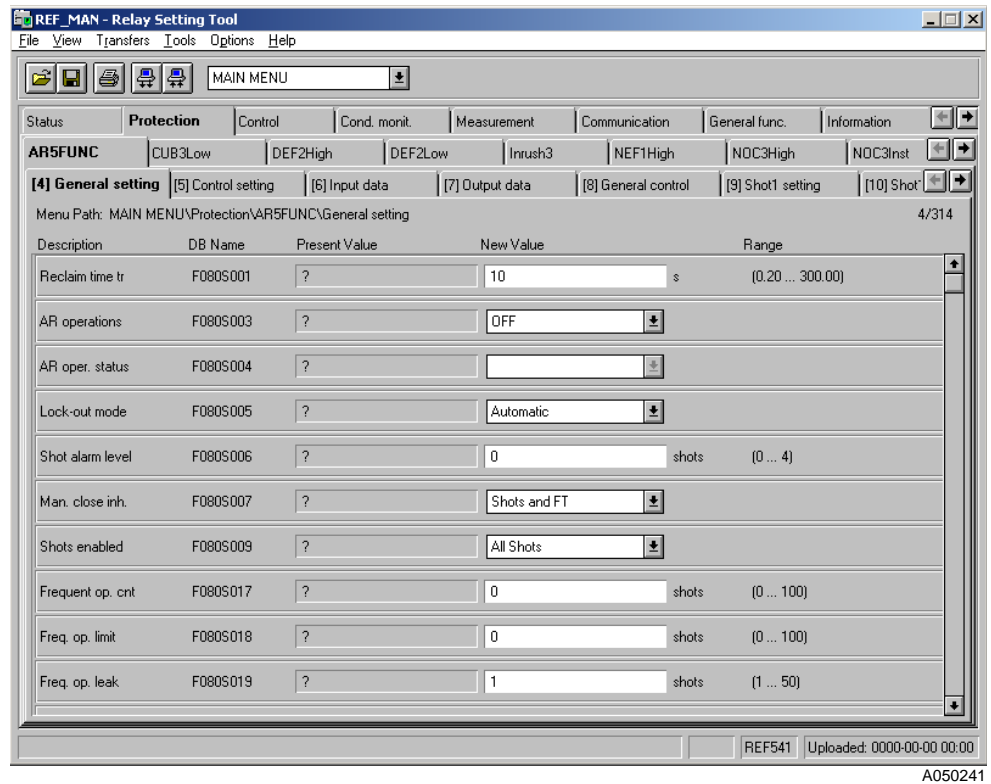 REF_MAN - Relay Setting Tool
File View Transfers Tools Options Help
MAIN MENU
Status Protection Control Cond. monit. Measurement Communication General func. Information
AR5FUNC CUB3Low DEF2High DEF2Low Inrush3 NEF1High NOC3High NOC3Inst
[4] General setting [5] Control setting [6] Input data [7] Output data [8] General control [9] Shot1 setting [10] Shot
Menu Path: MAIN MENU\Protection\AR5FUNC\General setting 4/314
Description DB Name Present Value New Value Range
Reclaim time tr F080S001 ? 10 s (0.20 ... 300.00)
AR operations F080S003 ? OFF
AR oper. status F080S004 ?
Lock-out mode F080S005 ? Automatic
Shot alarm level F080S006 ? 0 shots (0 ... 4)
Man. close inh. F080S007 ? Shots and FT
Shots enabled F080S009 ? All Shots
Frequent op. cnt F080S017 ? 0 shots (0 ... 100)
Freq. op. limit F080S018 ? 0 shots (0 ... 100)
Freq. op. leak F080S019 ? 1 shots (1 ... 50)
REF541 Uploaded: 0000-00-00 00:00
A050241